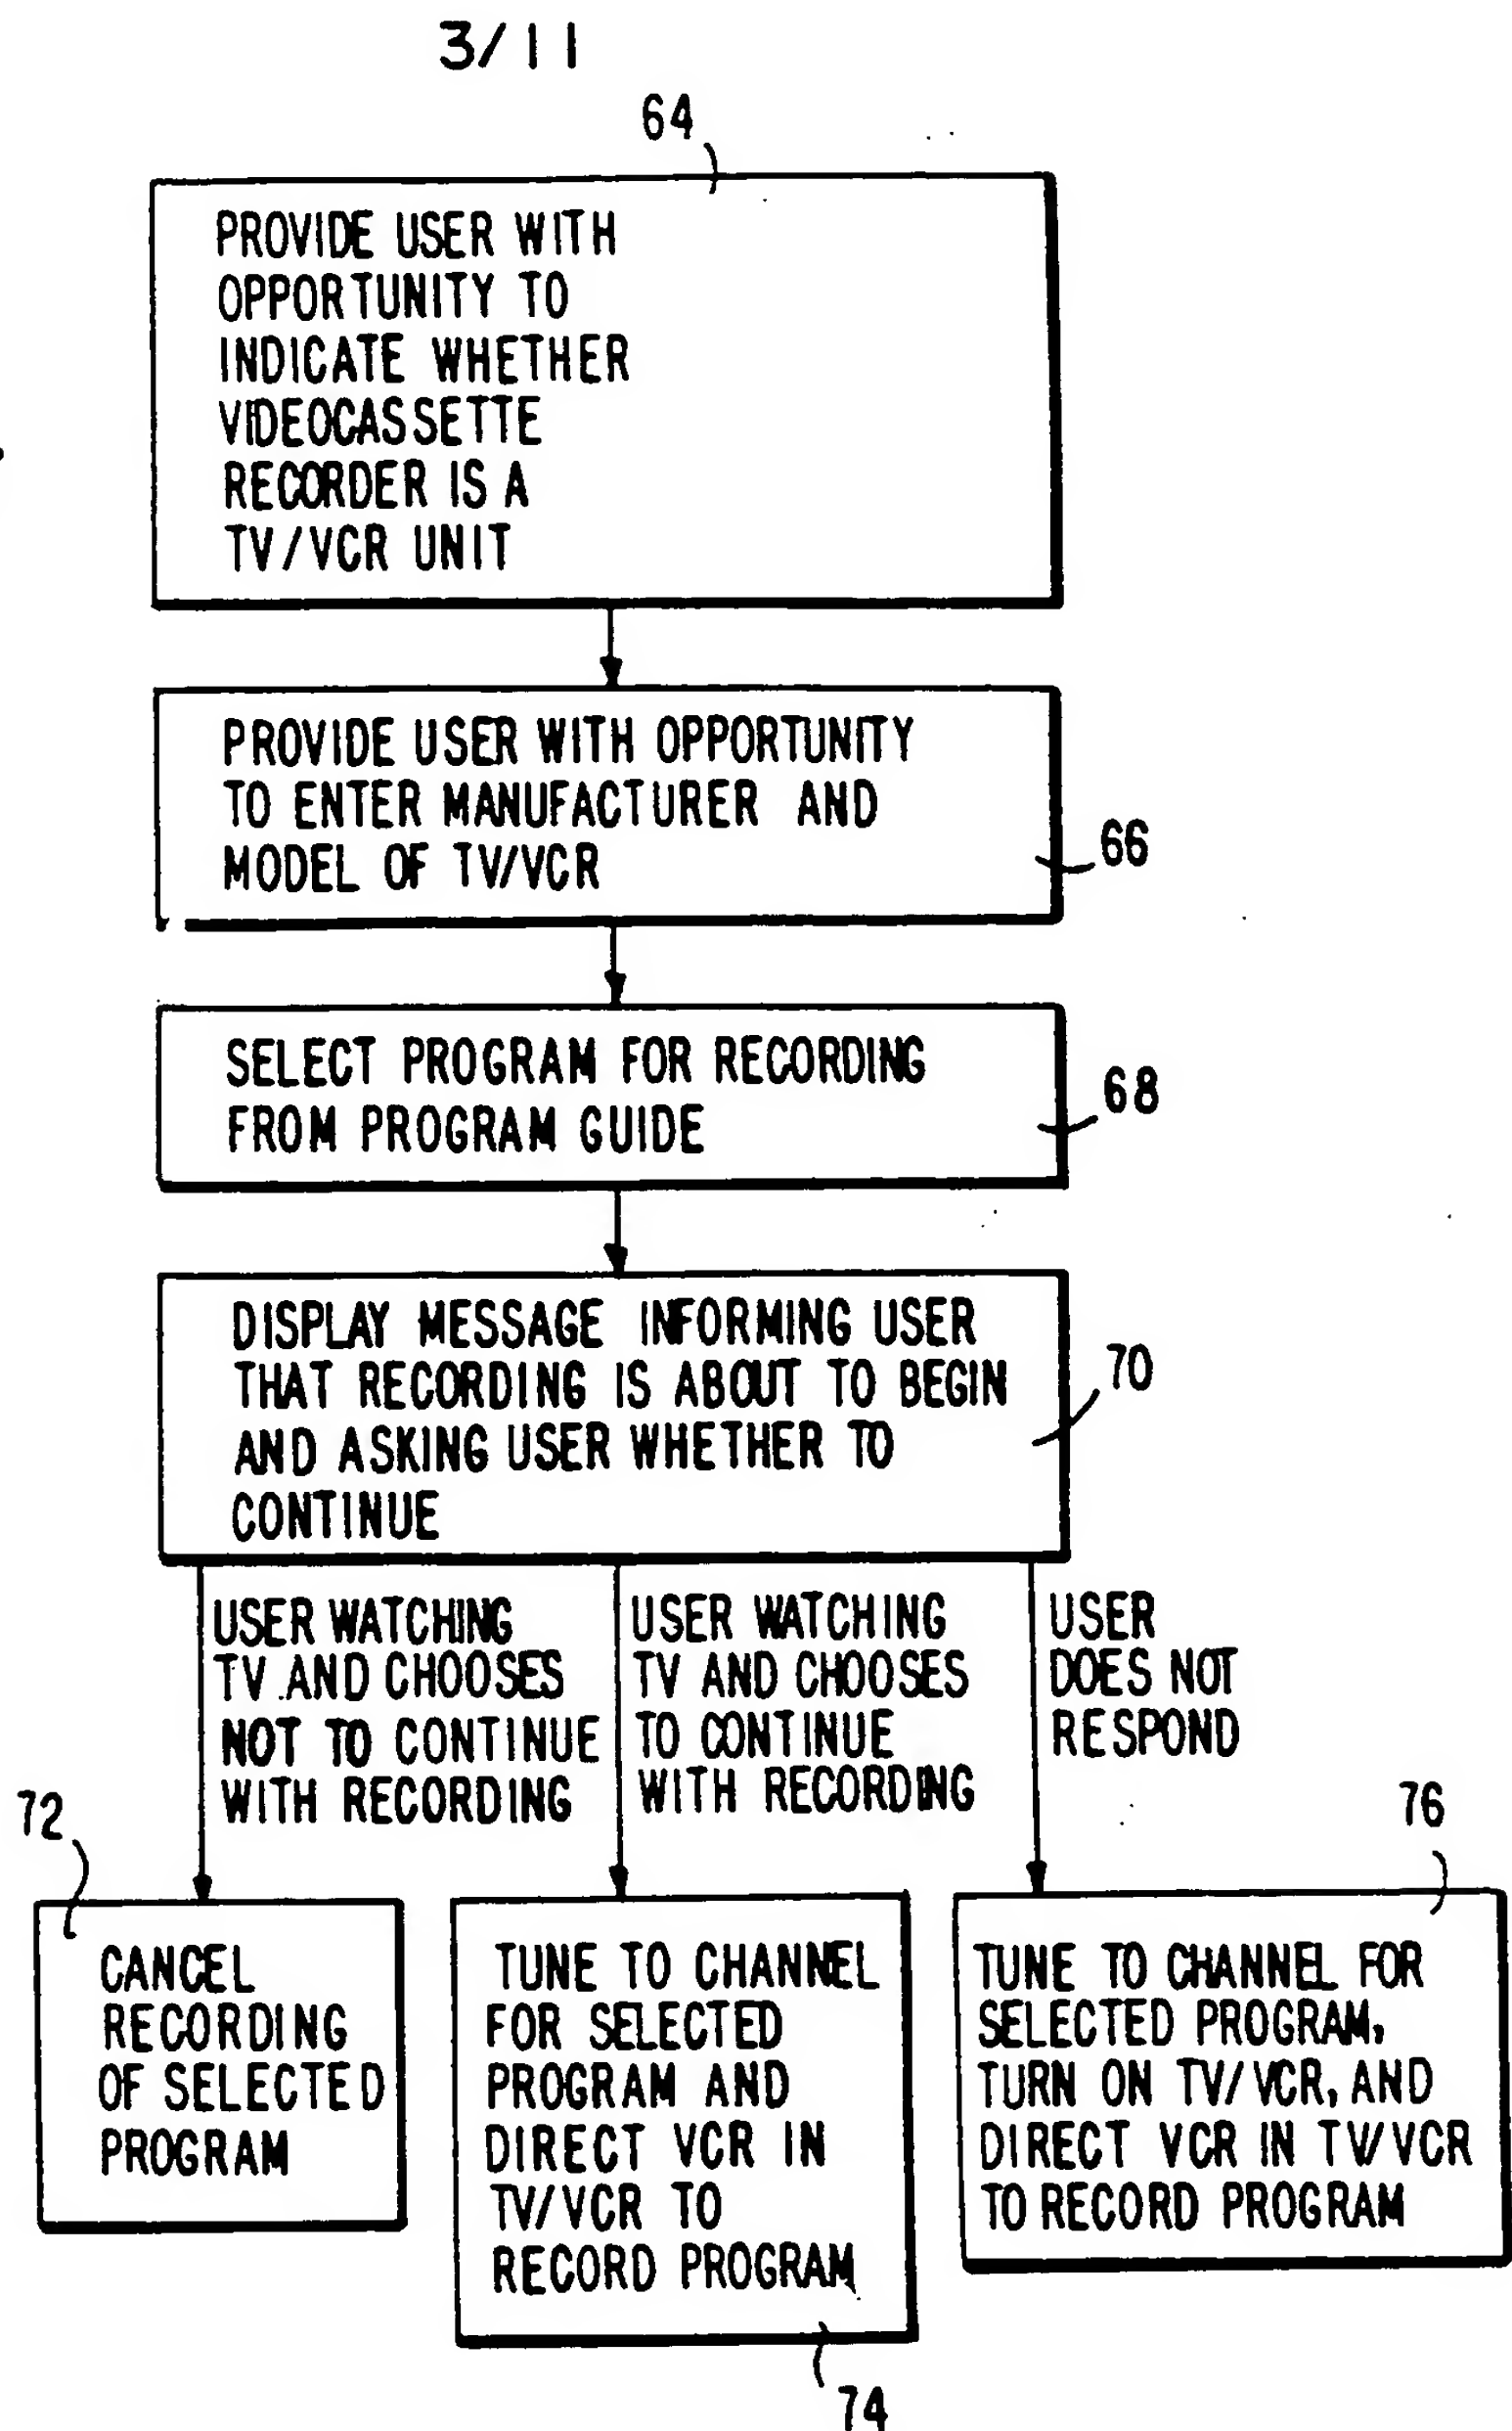 3/11
64
PROVIDE USER WITH
OPPORTUNITY TO
INDICATE WHETHER
VIDEOCASSETTE
RECORDER IS A
TV/VCR UNIT
PROVIDE USER WITH OPPORTUNITY
TO ENTER MANUFACTURER AND
MODEL OF TV/VCR
66
SELECT PROGRAM FOR RECORDING
FROM PROGRAM GUIDE
68
DISPLAY MESSAGE INFORMING USER
THAT RECORDING IS ABOUT TO BEGIN
AND ASKING USER WHETHER TO
CONTINUE
70
USER WATCHING
TV AND CHOOSES
NOT TO CONTINUE
WITH RECORDING
USER WATCHING
TV AND CHOOSES
TO CONTINUE
WITH RECORDING
USER
DOES NOT
RESPOND
72
CANCEL
RECORDING
OF SELECTED
PROGRAM
TUNE TO CHANNEL
FOR SELECTED
PROGRAM AND
DIRECT VCR IN
TV/VCR TO
RECORD PROGRAM
74
76
TUNE TO CHANNEL FOR
SELECTED PROGRAM,
TURN ON TV/VCR, AND
DIRECT VCR IN TV/VCR
TO RECORD PROGRAM